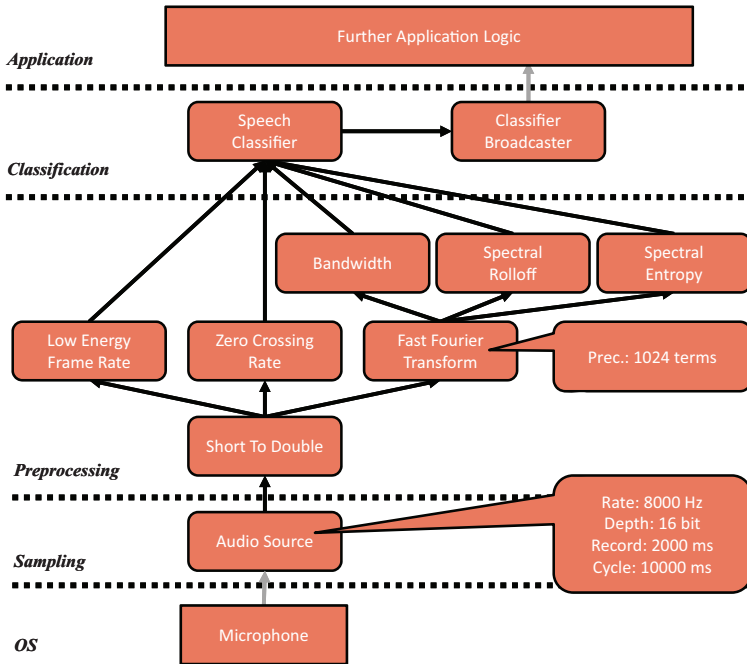 Further Application Logic
Application
Speech
Classifier
Classifier
Broadcaster
Classification
Bandwidth
Spectral
Rolloff
Spectral
Entropy
Low Energy
Frame Rate
Zero Crossing
Rate
Fast Fourier
Transform
Prec.: 1024 terms
Short To Double
Preprocessing
Rate: 8000 Hz
Depth: 16 bit
Record: 2000 ms
Cycle: 10000 ms
Audio Source
Sampling
Microphone
OS